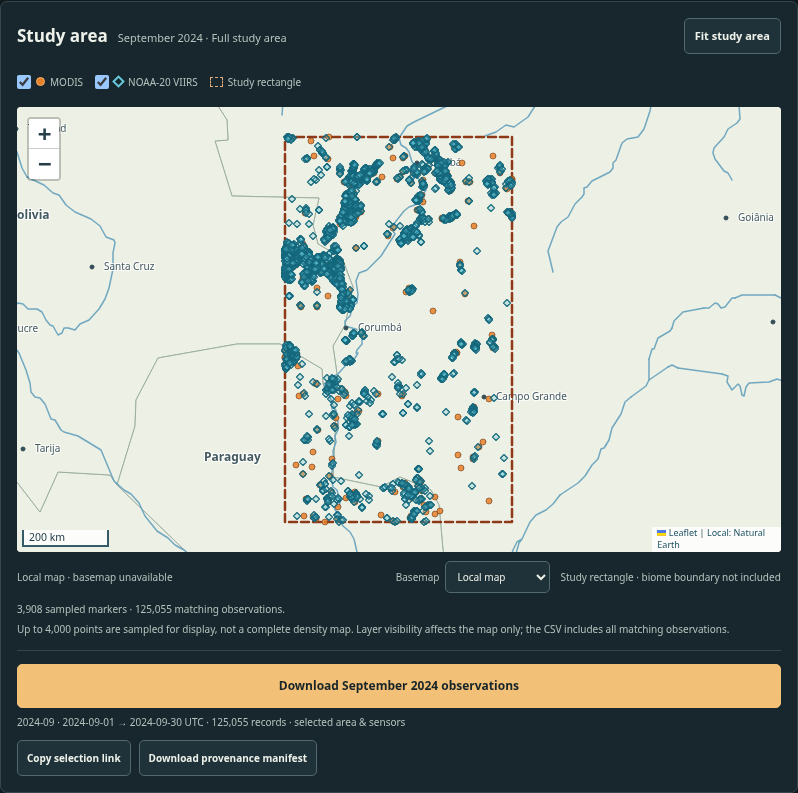 Study area September 2024 · Full study area
Fit study area
MODIS NOAA-20 VIIRS Study rectangle
+
−
olivia
Goiânia
Santa Cruz
ucre
Corumbá
Campo Grande
Tarija
Paraguay
200 km
Leaflet | Local: Natural
Earth
Local map · basemap unavailable
Basemap Local map Study rectangle · biome boundary not included
3,908 sampled markers · 125,055 matching observations.
Up to 4,000 points are sampled for display, not a complete density map. Layer visibility affects the map only; the CSV includes all matching observations.
Download September 2024 observations
2024-09 · 2024-09-01 → 2024-09-30 UTC · 125,055 records · selected area & sensors
Copy selection link Download provenance manifest